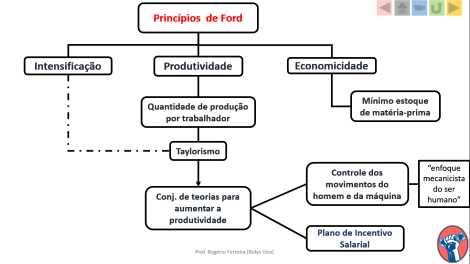 Princípios de Ford
Intensificação
Produtividade
Economicidade
Quantidade de produção
por trabalhador
Mínimo estoque
de matéria-prima
Taylorismo
Conj. de teorias para
aumentar a
produtividade
Controle dos
movimentos do
homem e da máquina
"enfoque
mecanicista
do ser
humano"
Plano de Incentivo
Salarial
Prof. Rogério Ferreira (Rulys Geo)